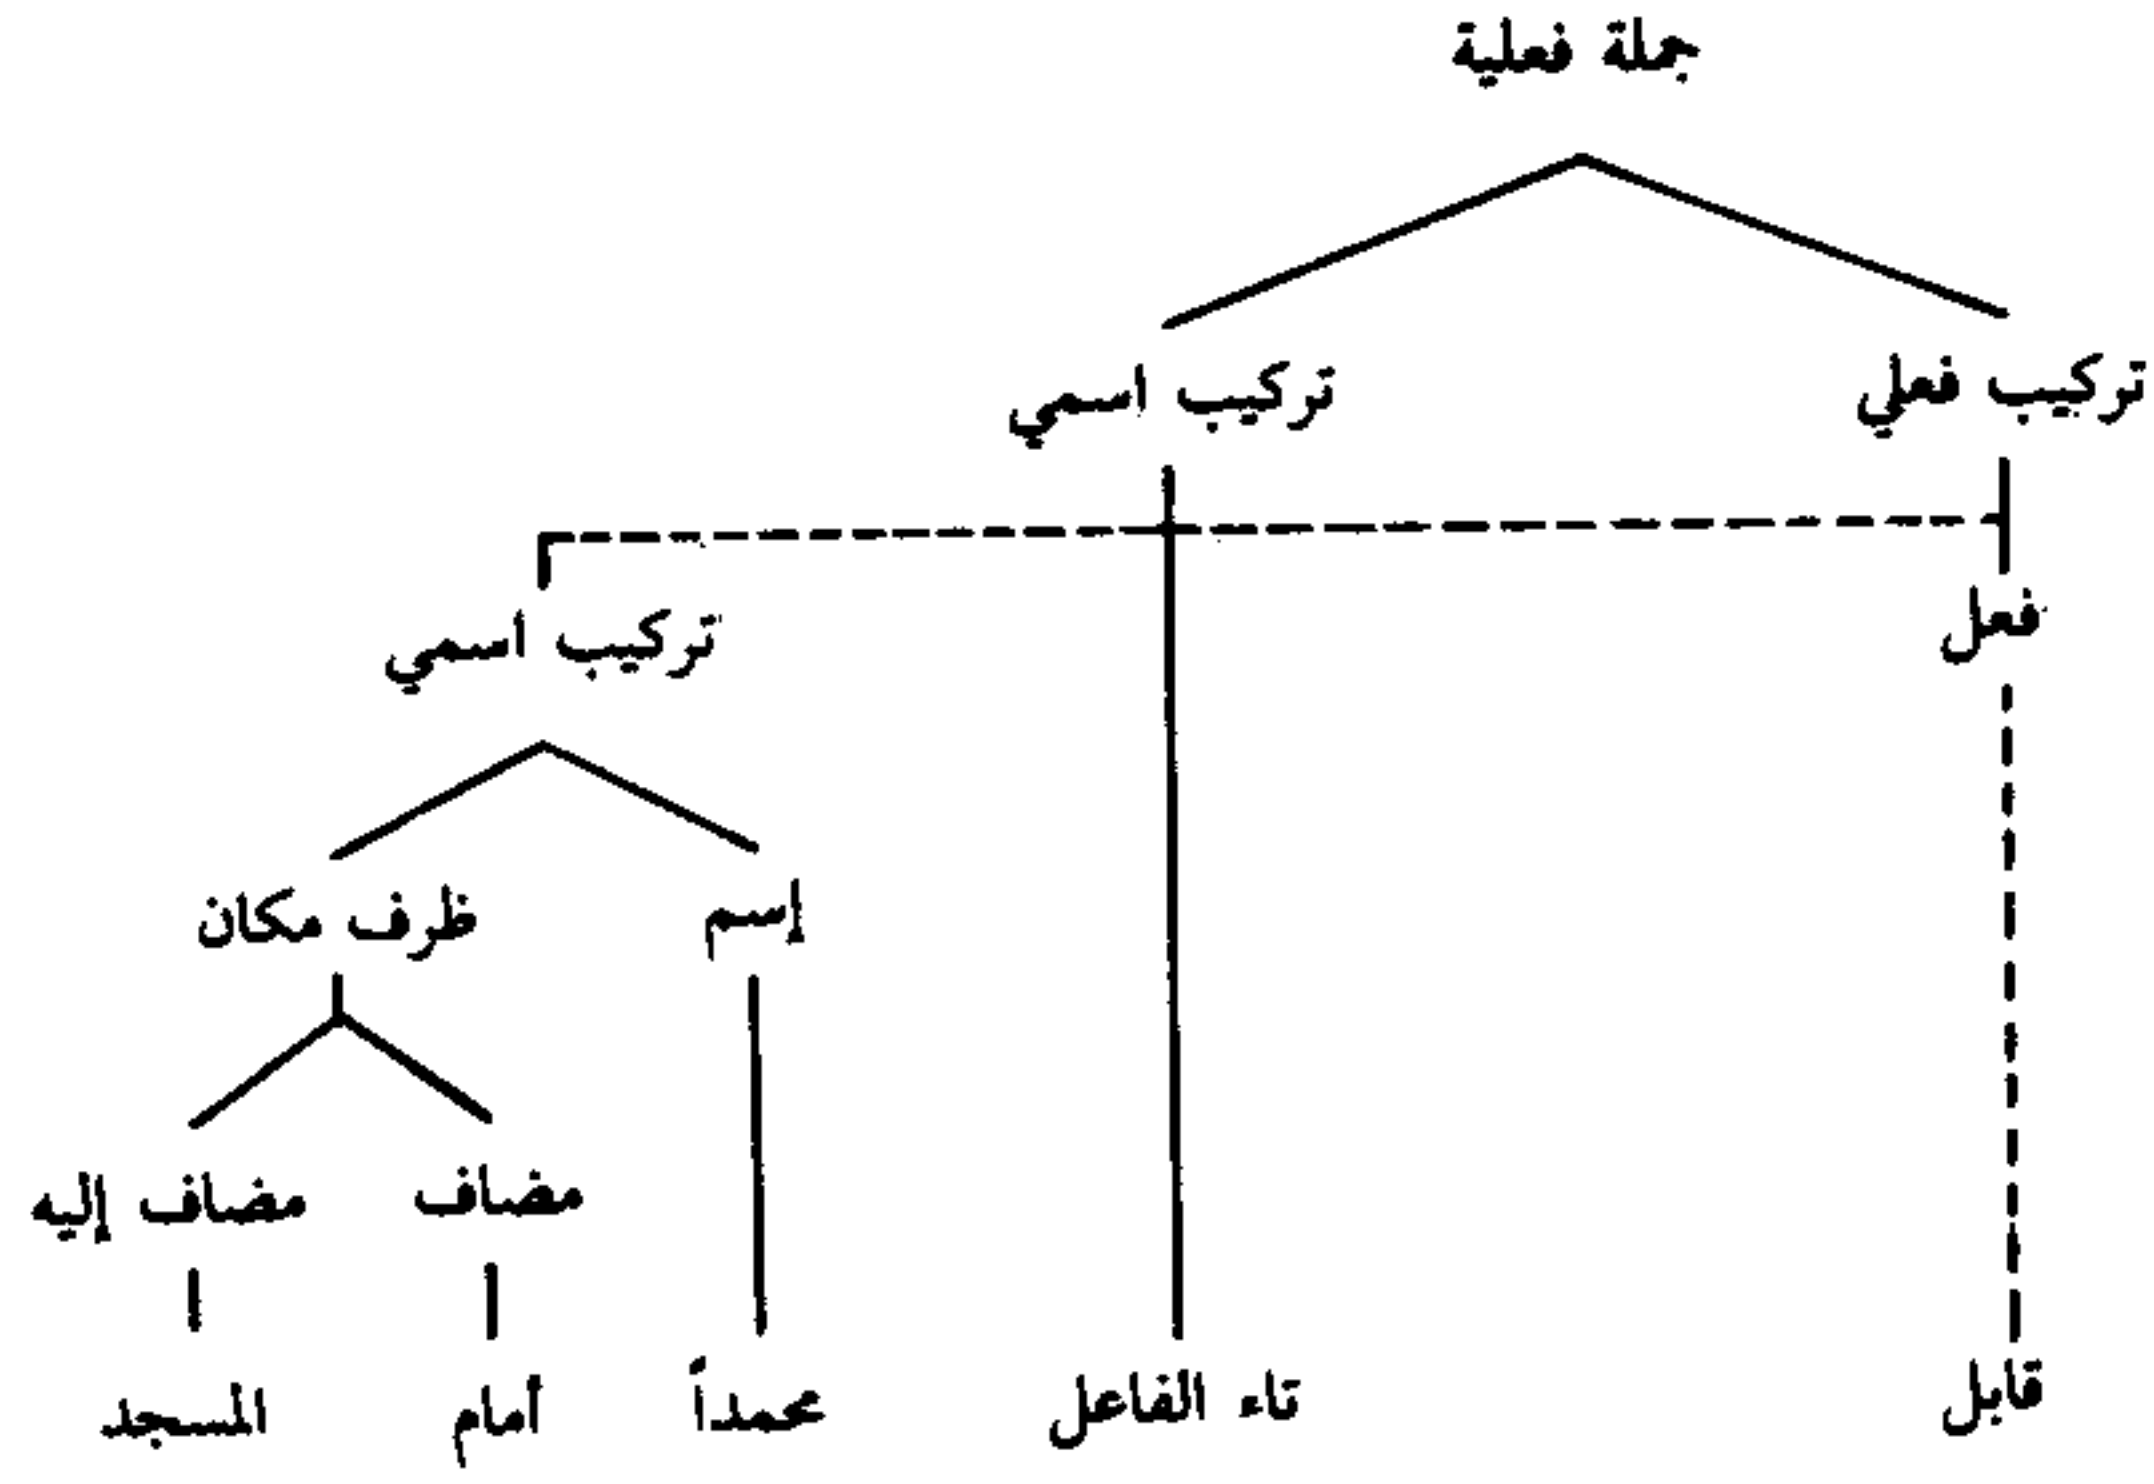 جملة فعلية
تركيب فعلي تركيب اسمي
فعل تركيب اسمي
إسم ظرف مكان
مضاف مضاف إليه
قابل تاء الفاعل محمداً أمام المسجد